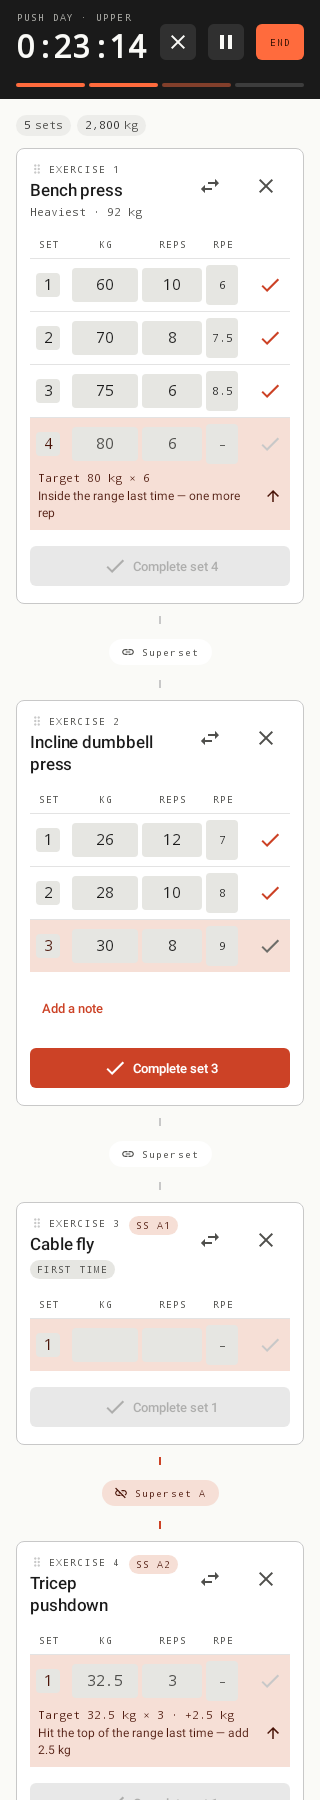 PUSH DAY · UPPER
0:23:14
END
5 sets 2,800 kg
EXERCISE 1
Bench press
Heaviest · 92 kg
SET KG REPS RPE
1 60 10 6
2 70 8 7.5
3 75 6 8.5
4 80 6 –
Target 80 kg × 6
Inside the range last time — one more
rep
Complete set 4
Superset
EXERCISE 2
Incline dumbbell
press
SET KG REPS RPE
1 26 12 7
2 28 10 8
3 30 8 9
Add a note
Complete set 3
Superset
EXERCISE 3 SS A1
Cable fly
FIRST TIME
SET KG REPS RPE
1 –
Complete set 1
Superset A
EXERCISE 4 SS A2
Tricep
pushdown
SET KG REPS RPE
1 32.5 3 –
Target 32.5 kg × 3 · +2.5 kg
Hit the top of the range last time — add
2.5 kg